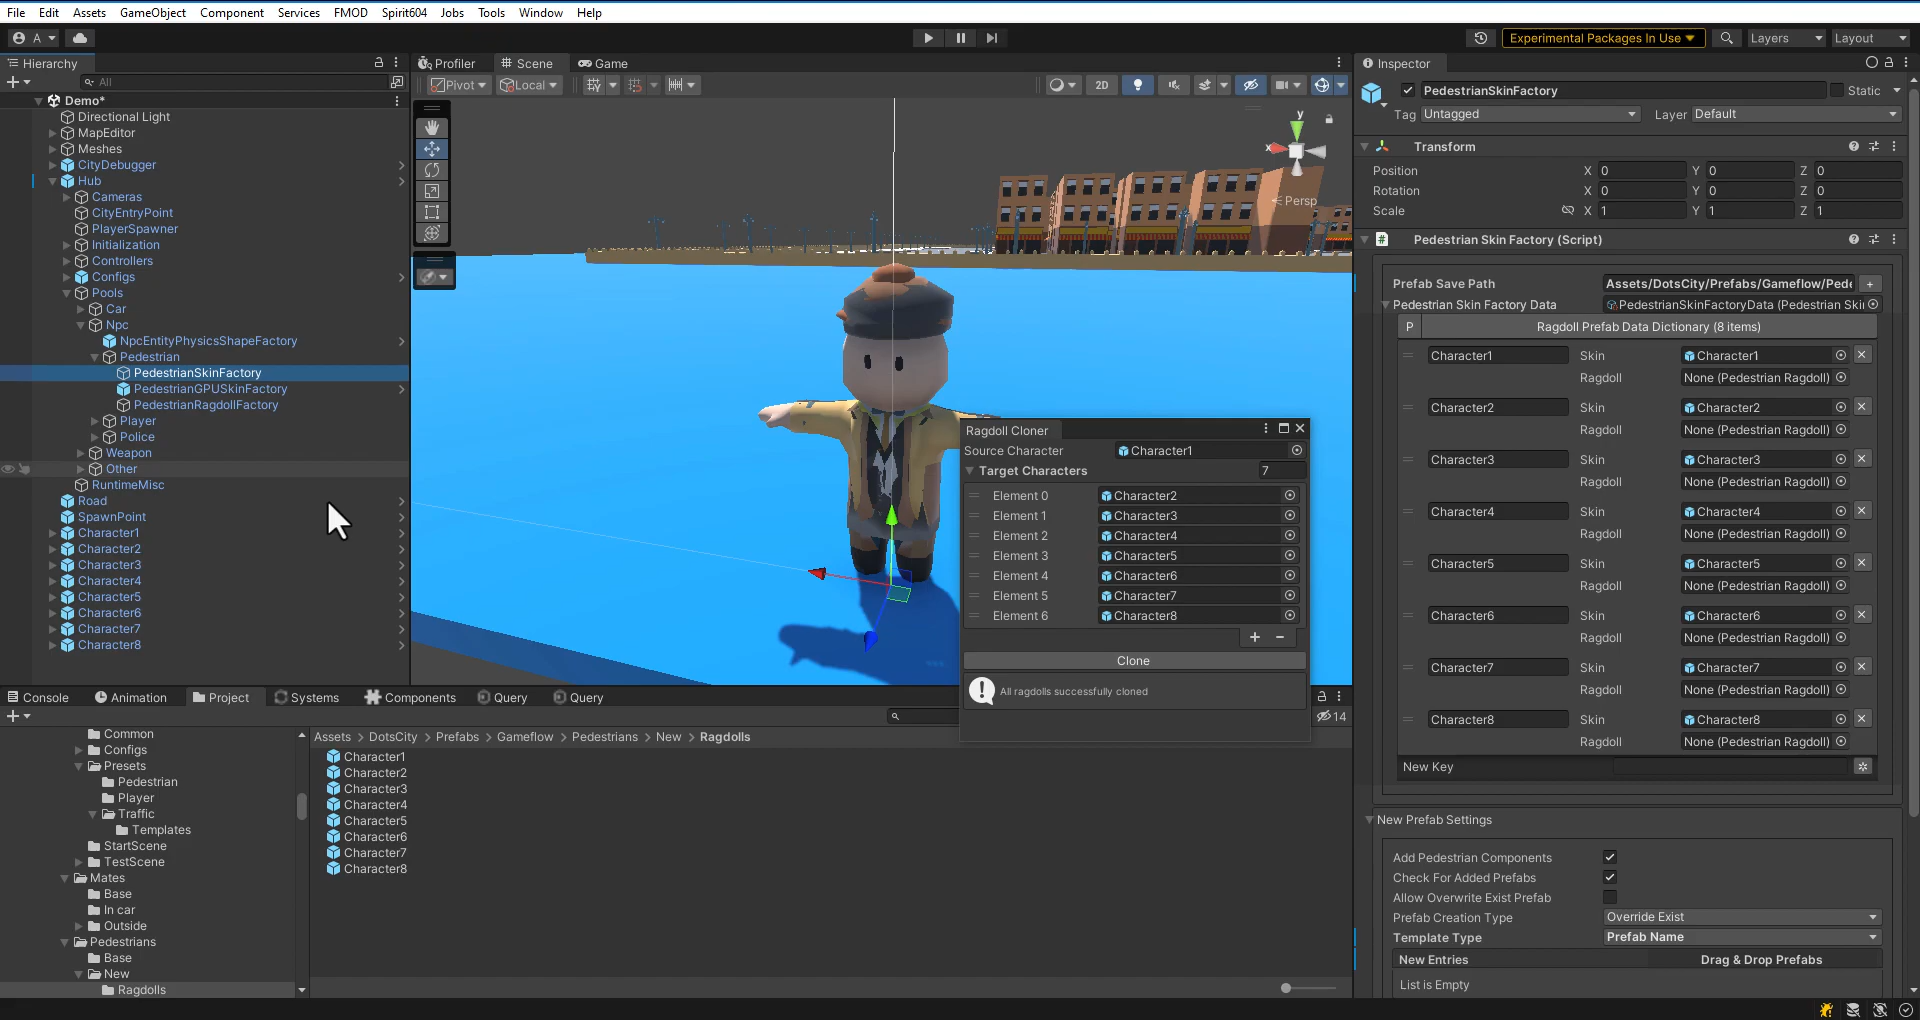 File Edit Assets GameObject Component Services FMOD Spirit604 Jobs Tools Window Help
A Experimental Packages In Use Layers Layout
Hierarchy
All
Demo*
Directional Light
MapEditor
Meshes
CityDebugger
Hub
Cameras
CityEntryPoint
PlayerSpawner
Initialization
Controllers
Configs
Pools
Car
Npc
NpcEntityPhysicsShapeFactory
Pedestrian
PedestrianSkinFactory
PedestrianGPUSkinFactory
PedestrianRagdollFactory
Player
Police
Weapon
Other
RuntimeMisc
Road
SpawnPoint
Character1
Character2
Character3
Character4
Character5
Character6
Character7
Character8
Profiler Scene Game
Pivot Local 2D
y
x
Persp
Ragdoll Cloner
Source Character Character1
Target Characters 7
Element 0 Character2
Element 1 Character3
Element 2 Character4
Element 3 Character5
Element 4 Character6
Element 5 Character7
Element 6 Character8
+ −
Clone
All ragdolls successfully cloned
Inspector
PedestrianSkinFactory Static
Tag Untagged Layer Default
Transform
Position X 0 Y 0 Z 0
Rotation X 0 Y 0 Z 0
Scale X 1 Y 1 Z 1
# Pedestrian Skin Factory (Script)
Prefab Save Path Assets/DotsCity/Prefabs/Gameflow/Pede +
Pedestrian Skin Factory Data PedestrianSkinFactoryData (Pedestrian Skin
P Ragdoll Prefab Data Dictionary (8 items)
Character1 Skin Character1
Ragdoll None (Pedestrian Ragdoll)
Character2 Skin Character2
Ragdoll None (Pedestrian Ragdoll)
Character3 Skin Character3
Ragdoll None (Pedestrian Ragdoll)
Character4 Skin Character4
Ragdoll None (Pedestrian Ragdoll)
Character5 Skin Character5
Ragdoll None (Pedestrian Ragdoll)
Character6 Skin Character6
Ragdoll None (Pedestrian Ragdoll)
Character7 Skin Character7
Ragdoll None (Pedestrian Ragdoll)
Character8 Skin Character8
Ragdoll None (Pedestrian Ragdoll)
New Key
New Prefab Settings
Add Pedestrian Components
Check For Added Prefabs
Allow Overwrite Exist Prefab
Prefab Creation Type Override Exist
Template Type Prefab Name
New Entries Drag & Drop Prefabs
List is Empty
Console Animation Project Systems Components Query Query
14
Common
Configs
Presets
Pedestrian
Player
Traffic
Templates
StartScene
TestScene
Mates
Base
In car
Outside
Pedestrians
Base
New
Ragdolls
Assets > DotsCity > Prefabs > Gameflow > Pedestrians > New > Ragdolls
Character1
Character2
Character3
Character4
Character5
Character6
Character7
Character8